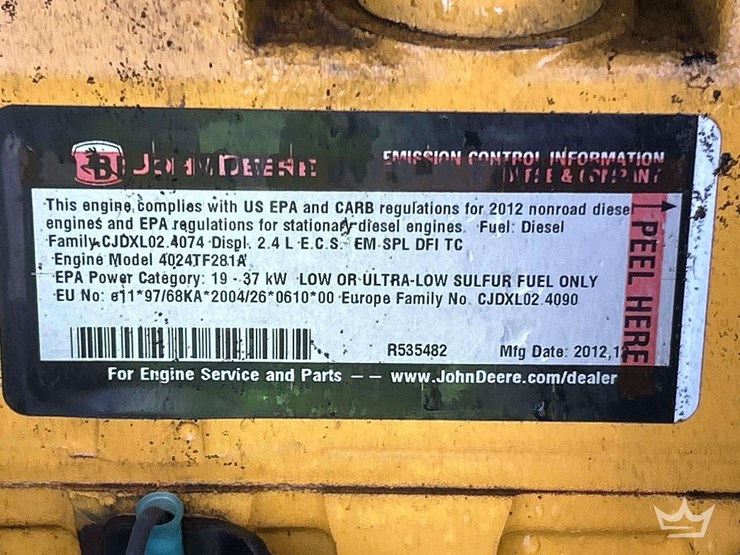 JOHN DEERE
EMISSION CONTROL INFORMATION
DEERE & COMPANY
This engine complies with US EPA and CARB regulations for 2012 nonroad diesel
engines and EPA regulations for stationary diesel engines. Fuel: Diesel
Family CJDXL02.4074 Displ. 2.4 L E.C.S. EM SPL DFI TC
Engine Model 4024TF281A
EPA Power Category: 19 - 37 kW LOW OR ULTRA-LOW SULFUR FUEL ONLY
EU No: e11*97/68KA*2004/26*0610*00 Europe Family No. CJDXL02.4090
R535482 Mfg Date: 2012,
For Engine Service and Parts — — www.JohnDeere.com/dealer
PEEL HERE